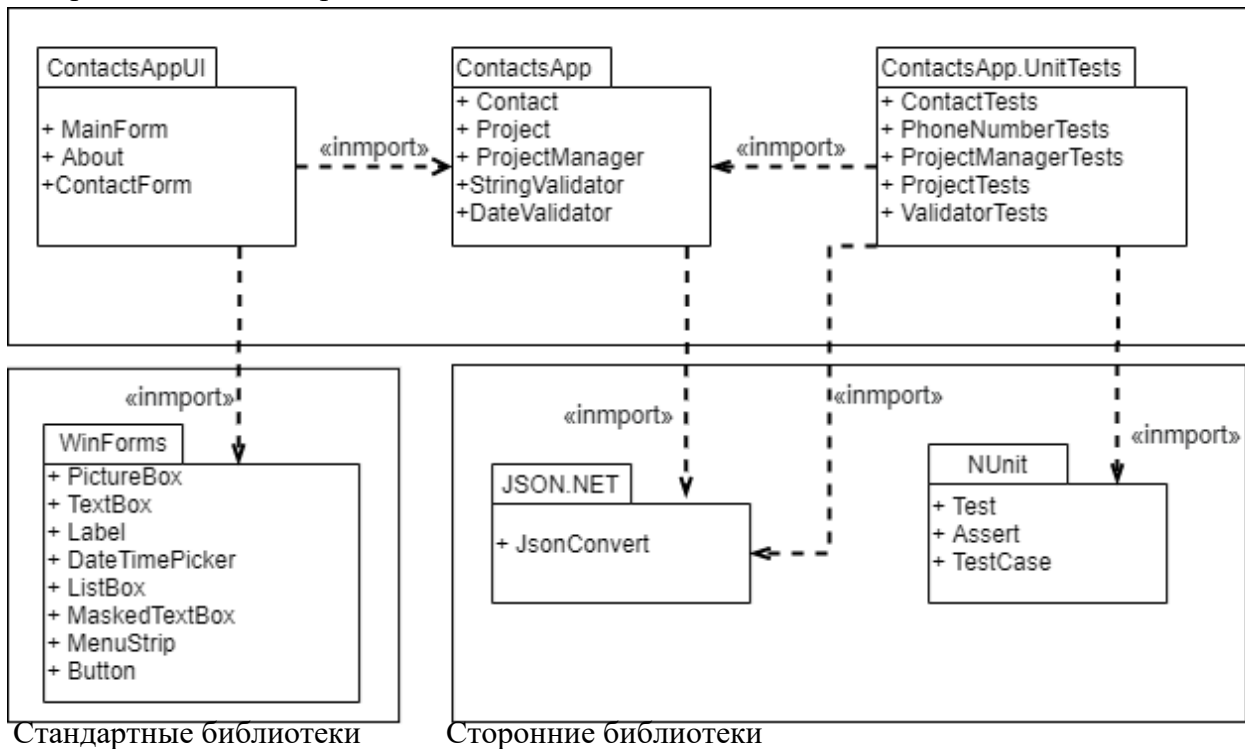 ContactsAppUI
+ MainForm
+ About
+ContactForm
«inmport»
ContactsApp
+ Contact
+ Project
+ ProjectManager
+StringValidator
+DateValidator
«inmport»
ContactsApp.UnitTests
+ ContactTests
+ PhoneNumberTests
+ ProjectManagerTests
+ ProjectTests
+ ValidatorTests
«inmport»
«inmport»
«inmport»
«inmport»
WinForms
+ PictureBox
+ TextBox
+ Label
+ DateTimePicker
+ ListBox
+ MaskedTextBox
+ MenuStrip
+ Button
JSON.NET
+ JsonConvert
NUnit
+ Test
+ Assert
+ TestCase
Стандартные библиотеки
Сторонние библиотеки